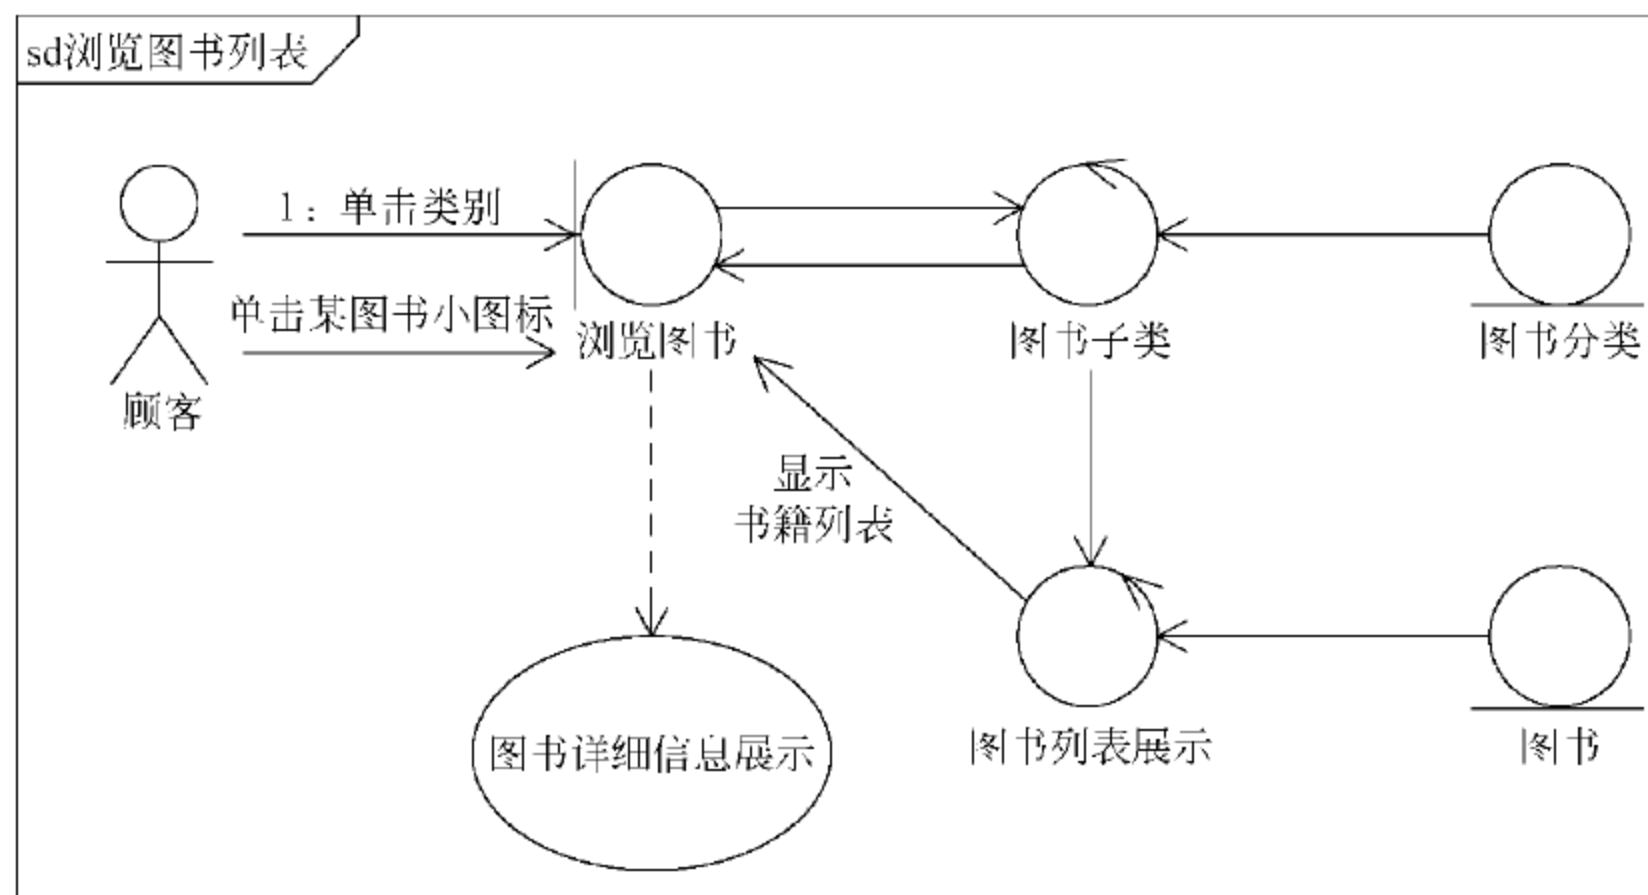 sd浏览图书列表
1：单击类别
单击某图书小图标
顾客
浏览图书
图书子类
图书分类
显示
书籍列表
图书详细信息展示
图书列表展示
图书